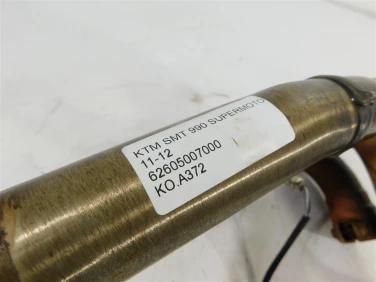 KTM SMT 990 SUPERMOTO
11-12
62605007000
KO.A372